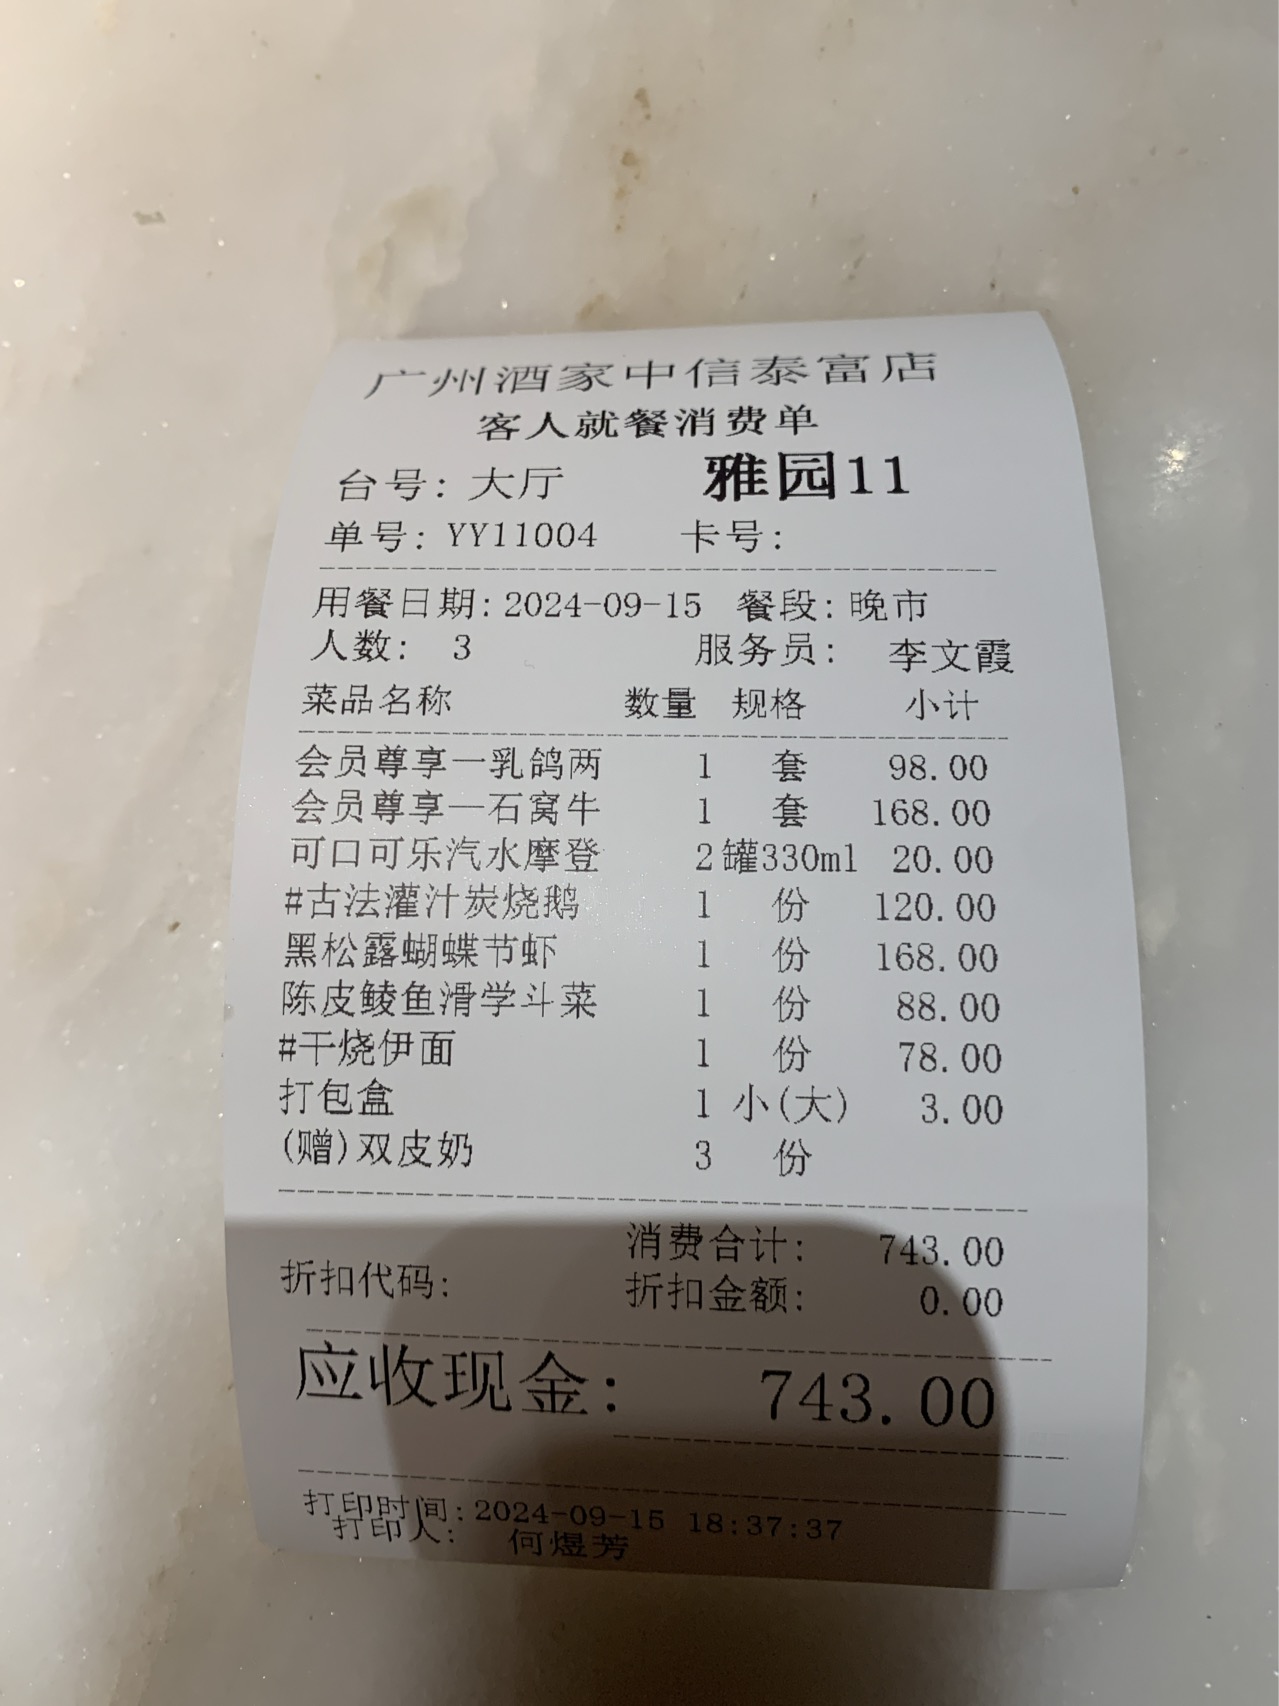 广州酒家中信泰富店
客人就餐消费单
台号: 大厅 雅园11
单号: YY11004 卡号:
用餐日期: 2024-09-15 餐段: 晚市
人数: 3 服务员: 李文霞
菜品名称 数量 规格 小计
会员尊享一乳鸽两 1 套 98.00
会员尊享一石窝牛 1 套 168.00
可口可乐汽水摩登 2 罐330ml 20.00
#古法灌汁炭烧鹅 1 份 120.00
黑松露蝴蝶节虾 1 份 168.00
陈皮鲮鱼滑学斗菜 1 份 88.00
#干烧伊面 1 份 78.00
打包盒 1 小(大) 3.00
(赠)双皮奶 3 份
消费合计: 743.00
折扣代码: 折扣金额: 0.00
应收现金: 743.00
打印时间: 2024-09-15 18:37:37
打印人: 何煜芳